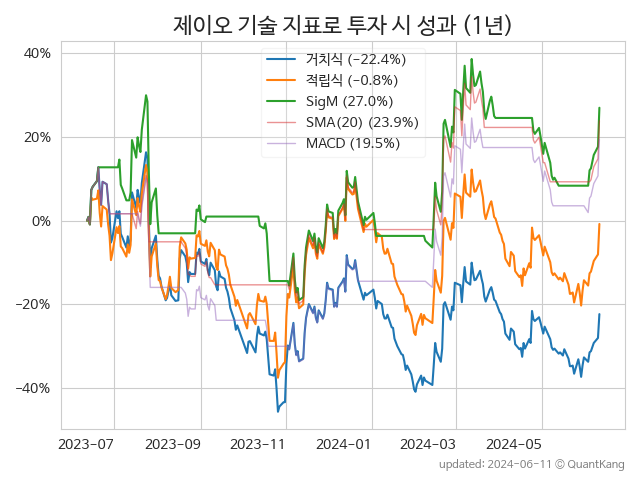 제이오 기술 지표로 투자 시 성과 (1년)
40%
20%
0%
−20%
−40%
거치식 (−22.4%)
적립식 (−0.8%)
SigM (27.0%)
SMA(20) (23.9%)
MACD (19.5%)
2023−07
2023−09
2023−11
2024−01
2024−03
2024−05
updated: 2024−06−11 © QuantKang